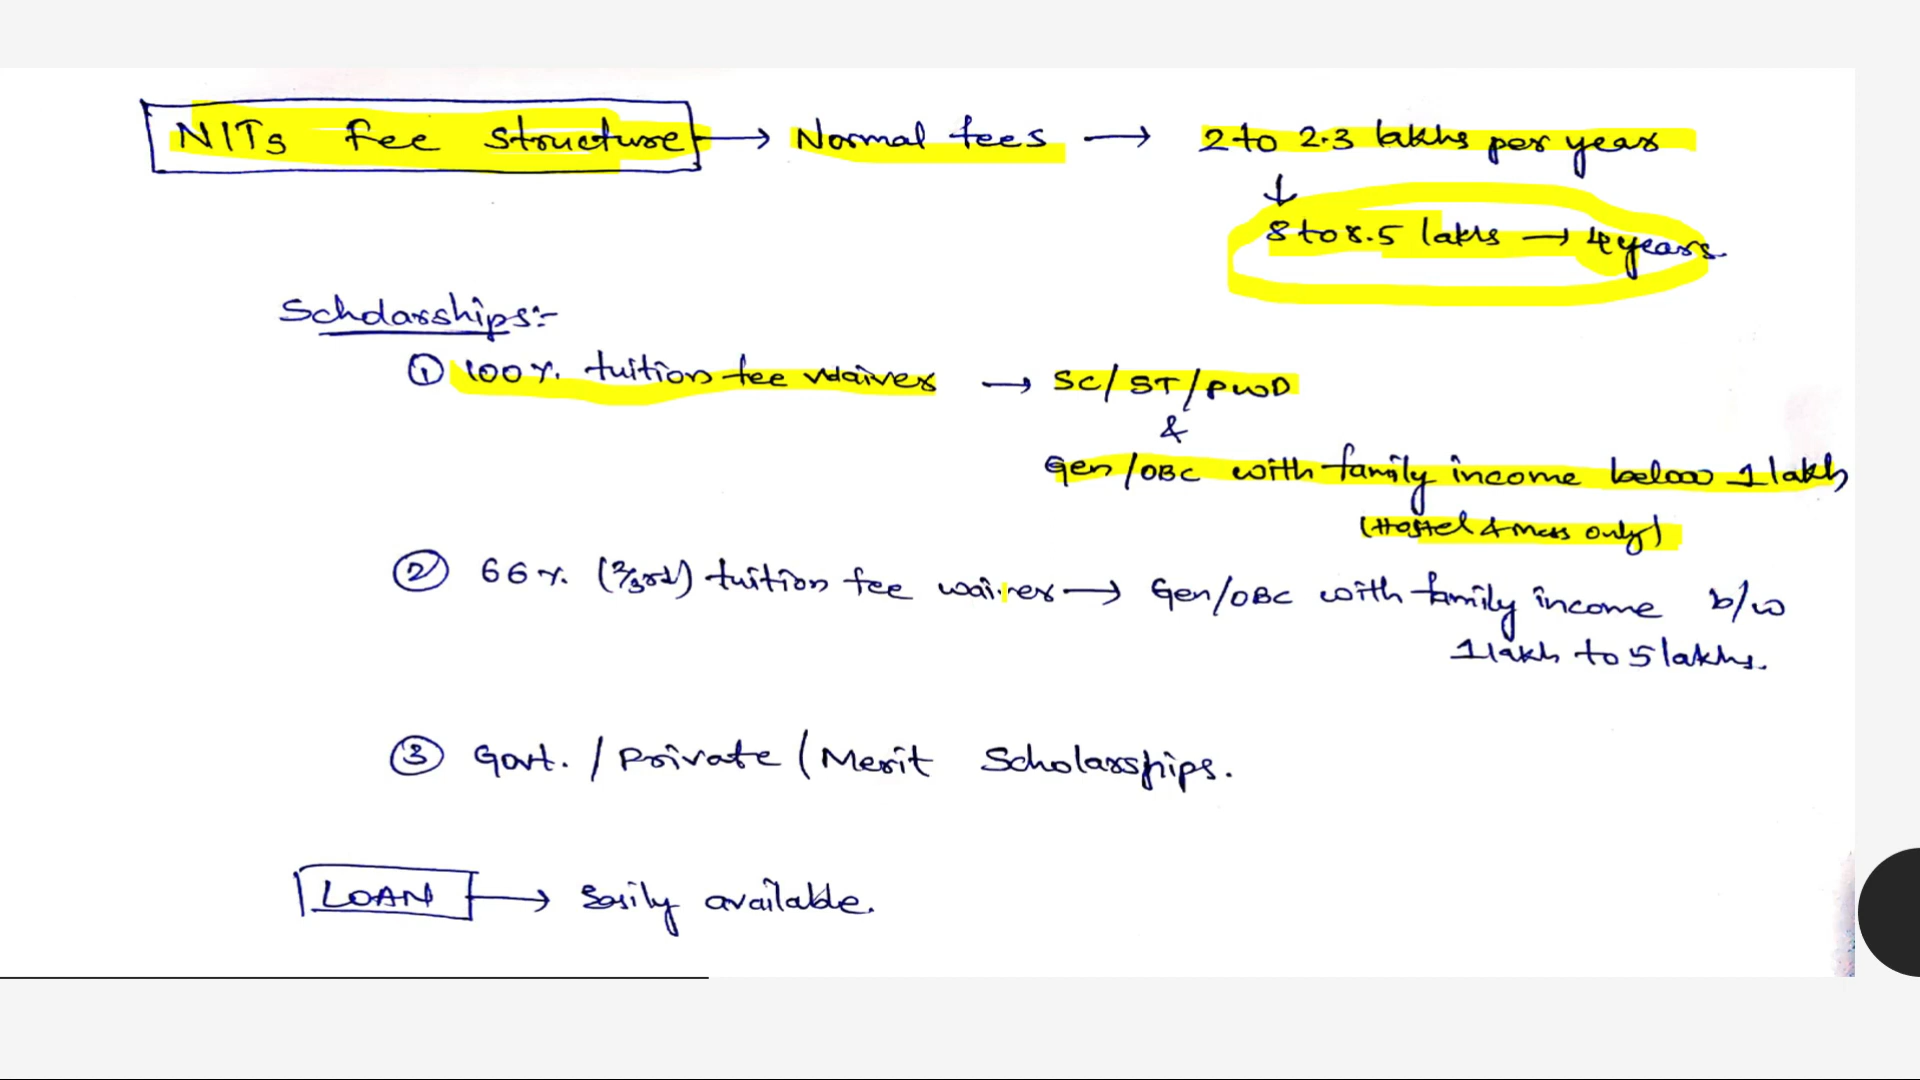 NITs fee structure → Normal fees → 2 to 2.3 lakhs per year
↓
8 to 8.5 lakhs → 4 years
Scholarships:-
① 100%. tuition fee waiver → SC/ST/PWD
&
Gen/OBC with family income below 1 lakh
(Hostel & Mess only)
② 66%. (2/3rd) tuition fee waiver → Gen/OBC with family income b/w
1 lakh to 5 lakhs.
③ Govt. / Private / Merit Scholarships.
LOAN → Easily available.